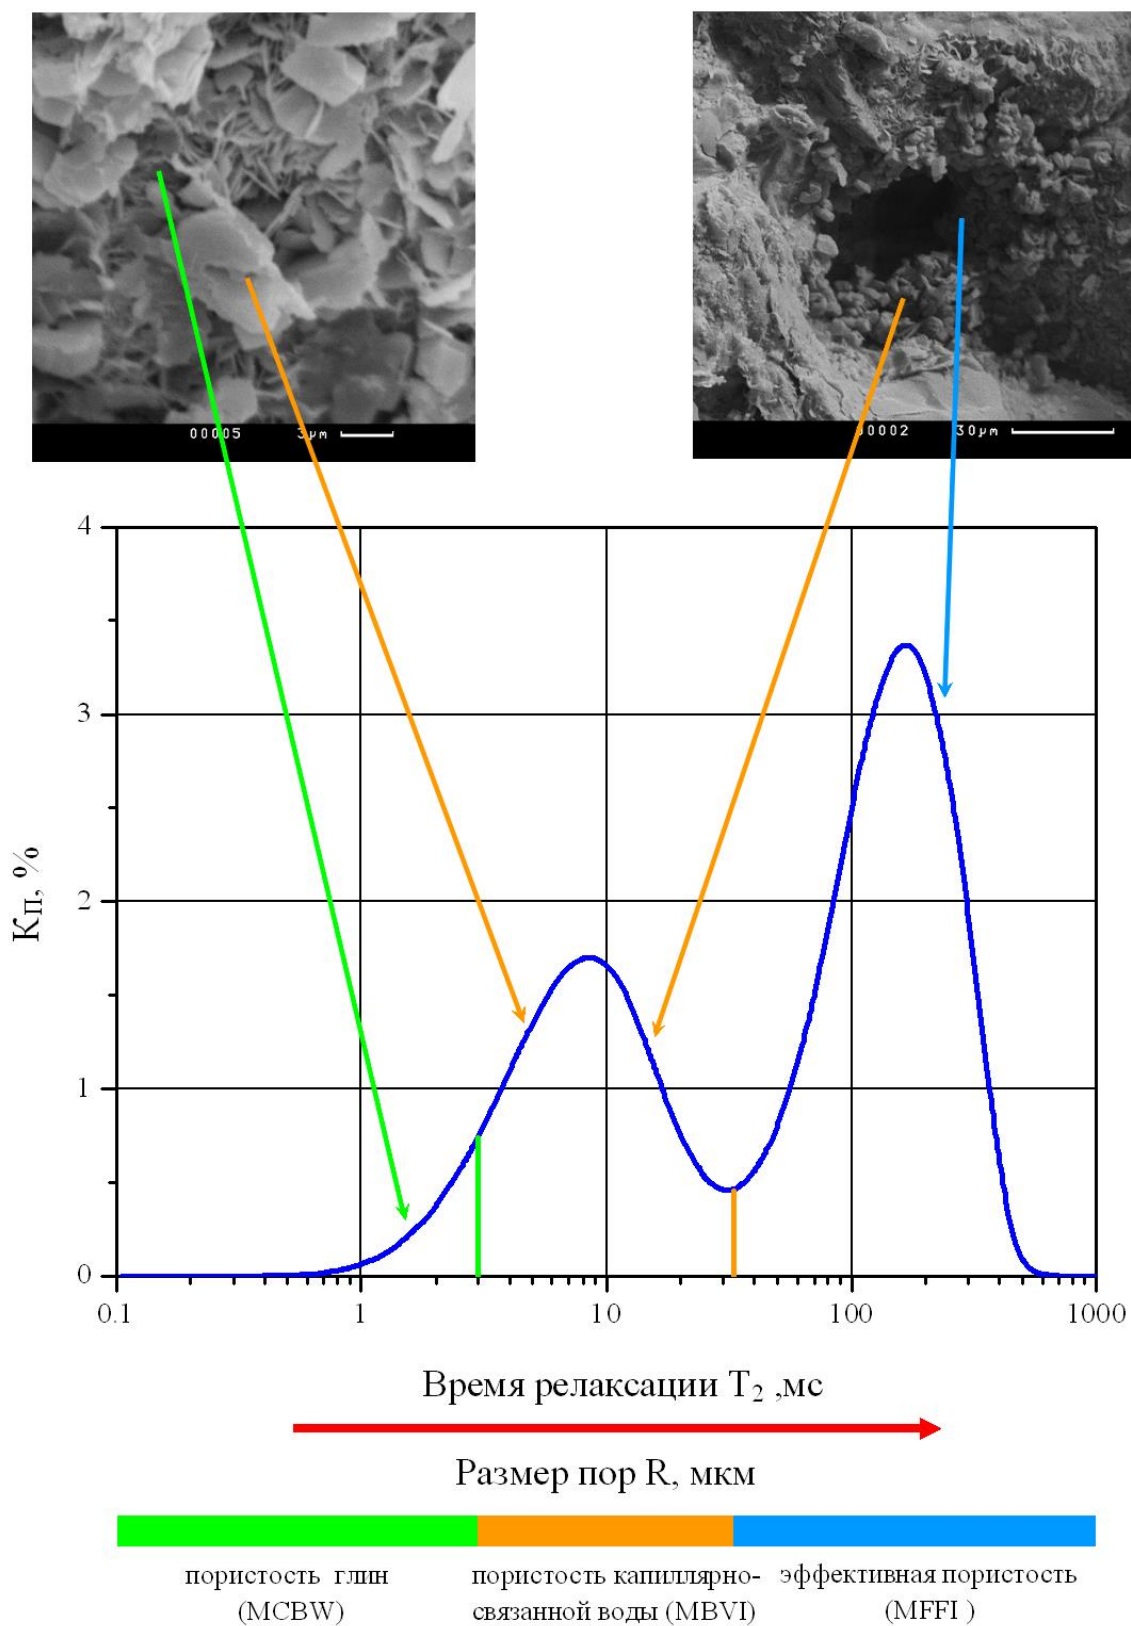 00005 3µm
00002 30µm
4
3
2
1
0
Кп, %
0.1 1 10 100 1000
Время релаксации T2 ,мс
Размер пор R, мкм
пористость глин
(MCBW)
пористость капиллярно-
связанной воды (MBVI)
эффективная пористость
(MFFI )